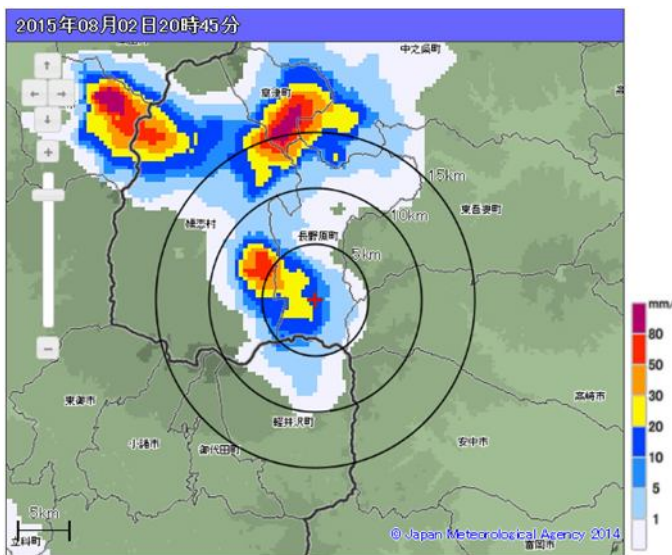 2015年08月02日20時45分
中之条町
草津町
15km
10km
東吾妻町
嬬恋村
長野原町
5km
mm/
80
50
30
20
10
5
1
東御市
高崎市
小諸市
軽井沢町
御代田町
安中市
5km
立科町
© Japan Meteorological Agency 2014
富岡市